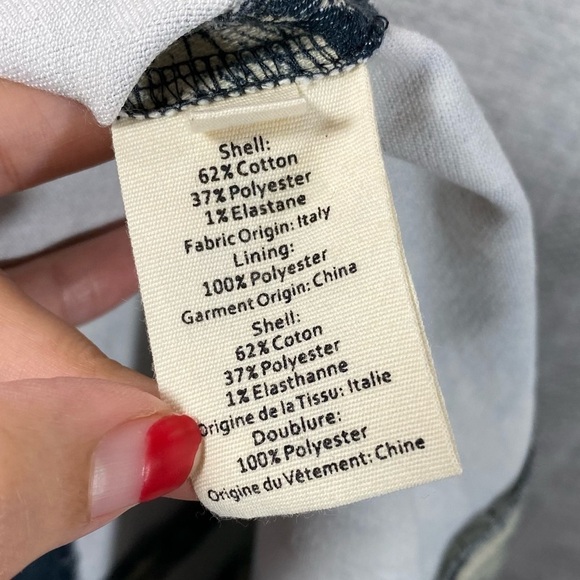 Shell:
62% Cotton
37% Polyester
1% Elastane
Fabric Origin: Italy
Lining:
100% Polyester
Garment Origin: China
Shell:
62% Coton
37% Polyester
1% Elasthanne
Origine de la Tissu: Italie
Doublure:
100% Polyester
Origine du Vêtement: Chine